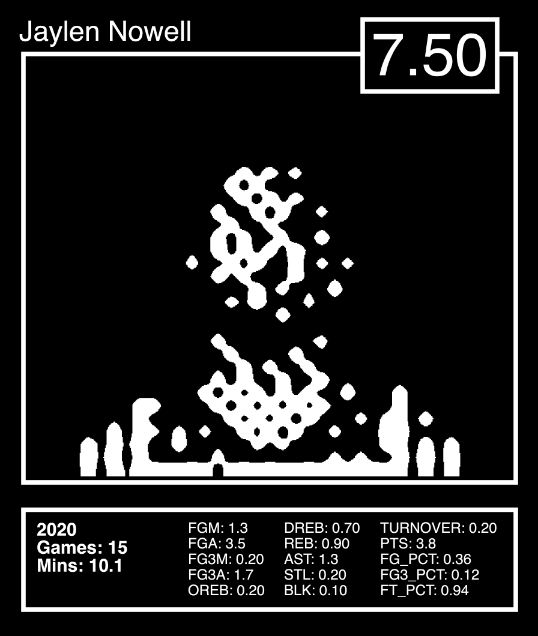 Jaylen Nowell
7.50
2020
Games: 15
Mins: 10.1
FGM: 1.3
FGA: 3.5
FG3M: 0.20
FG3A: 1.7
OREB: 0.20
DREB: 0.70
REB: 0.90
AST: 1.3
STL: 0.20
BLK: 0.10
TURNOVER: 0.20
PTS: 3.8
FG_PCT: 0.36
FG3_PCT: 0.12
FT_PCT: 0.94